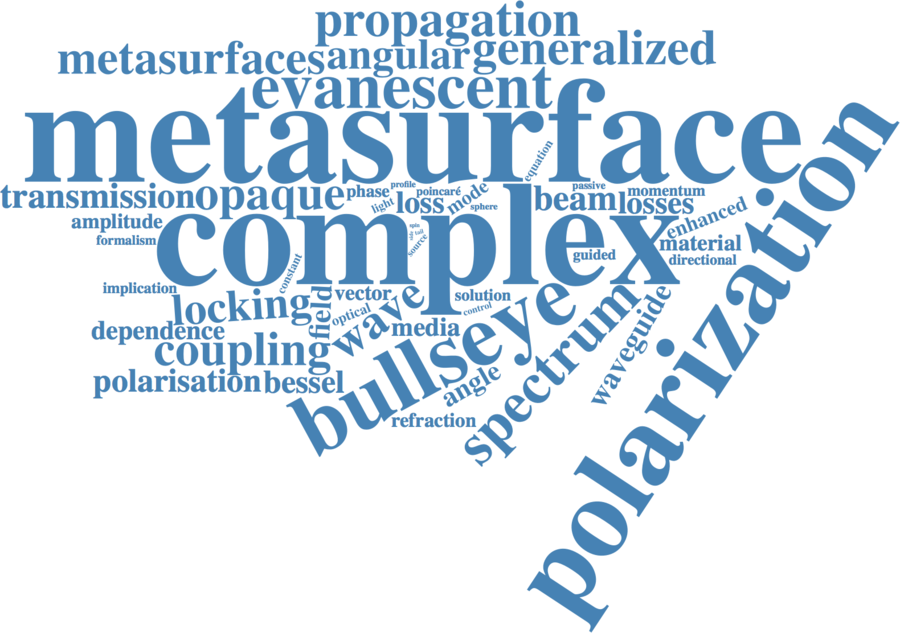 propagation
metasurfaces
angular
generalized
evanescent
metasurface
transmission
opaque
phase
profile
poincaré
light
loss
mode
sphere
equation
passive
beam
momentum
losses
enhanced
amplitude
formalism
complex
spin
tail
source
guided
material
directional
polarization
implication
constant
locking
field
vector
optical
wave
solution
control
dependence
media
coupling
bullseye
spectrum
waveguide
polarisation
bessel
angle
refraction